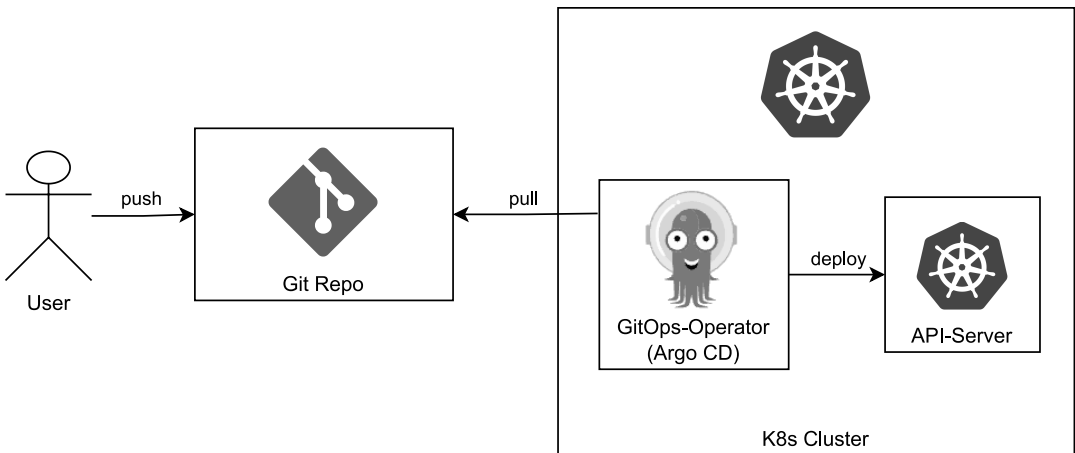 push
User
Git Repo
pull
GitOps-Operator
(Argo CD)
deploy
API-Server
K8s Cluster